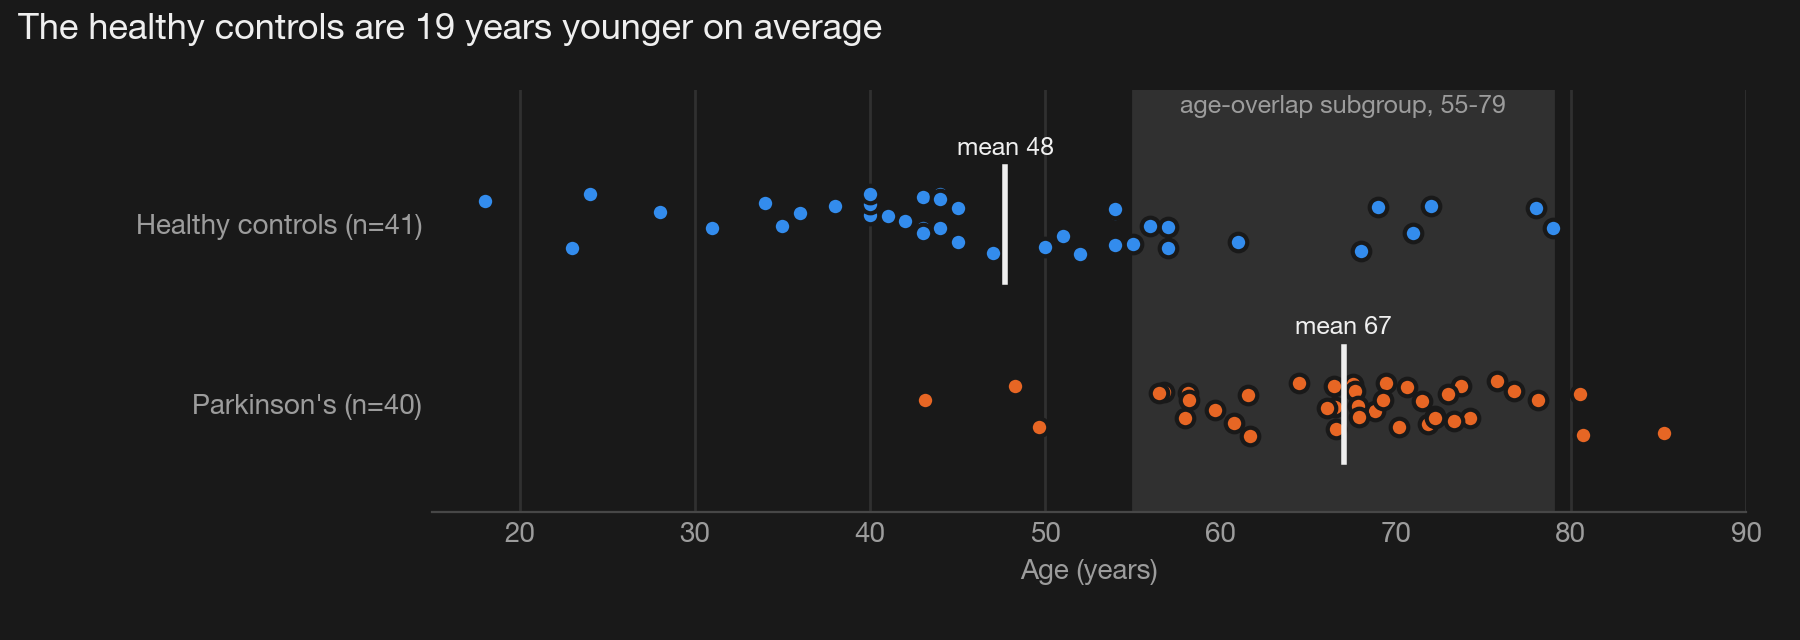 The healthy controls are 19 years younger on average
age-overlap subgroup, 55-79
mean 48
Healthy controls (n=41)
mean 67
Parkinson's (n=40)
20 30 40 50 60 70 80 90
Age (years)